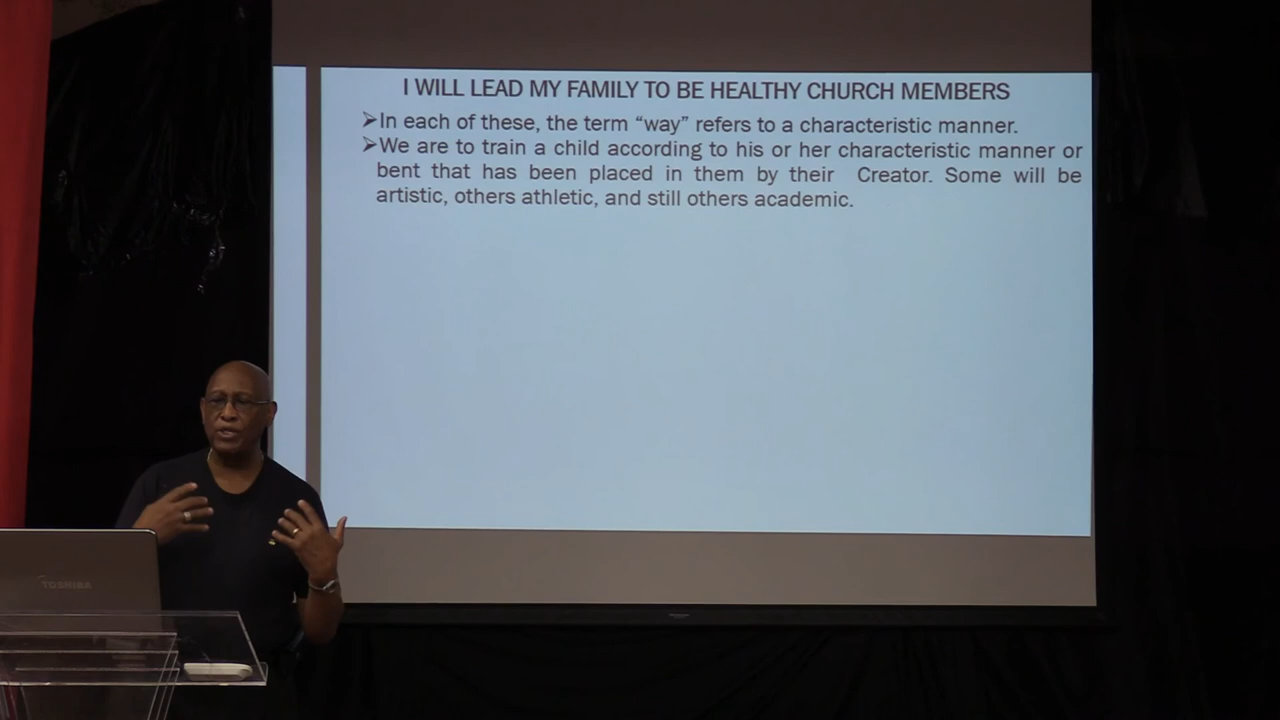 I WILL LEAD MY FAMILY TO BE HEALTHY CHURCH MEMBERS
➤In each of these, the term “way” refers to a characteristic manner.
➤We are to train a child according to his or her characteristic manner or
bent that has been placed in them by their Creator. Some will be
artistic, others athletic, and still others academic.
TOSHIBA